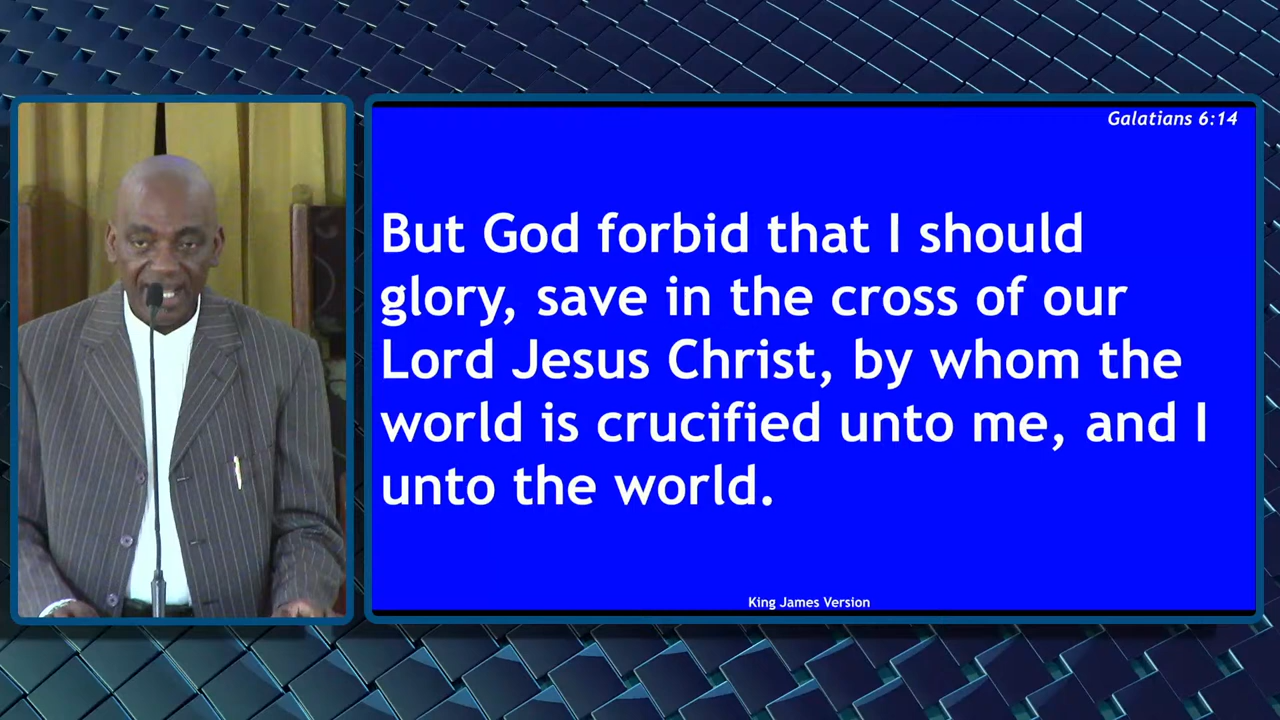 Galatians 6:14
But God forbid that I should
glory, save in the cross of our
Lord Jesus Christ, by whom the
world is crucified unto me, and I
unto the world.
King James Version